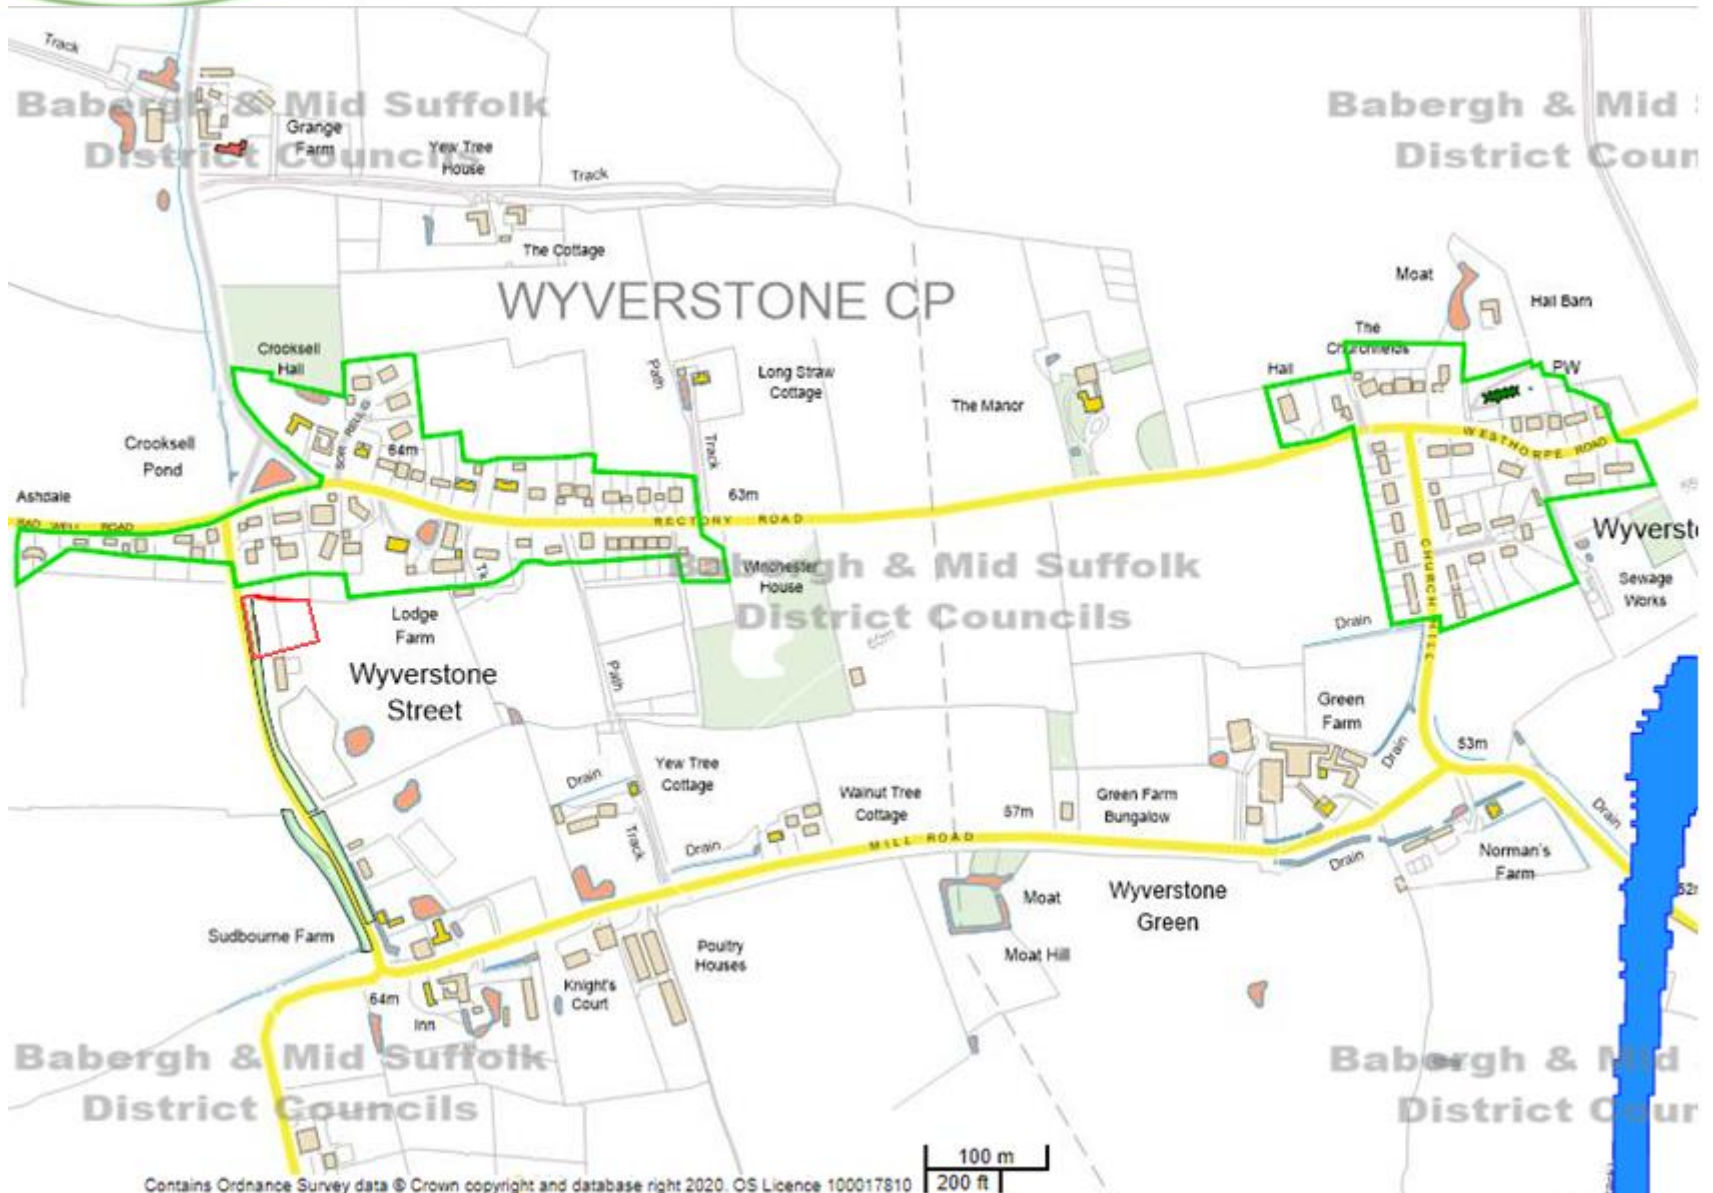 Track
Babergh & Mid Suffolk
District Councils
Babergh & Mid
District Coun
Grange
Farm
Yew Tree
House
Track
The Cottage
WYVERSTONE CP
Moat
Hall Barn
The
Churchfields
Hall
PW
Crooksell
Hall
Path
Long Straw
Cottage
The Manor
Crooksell
Pond
64m
Track
WESTHORPE ROAD
Ashdale
63m
RECTORY ROAD
Wyversto
Babergh & Mid Suffolk
District Councils
Winchester
House
Tk
CHURCH HILL
Sewage
Works
Lodge
Farm
Drain
Wyverstone
Street
Path
Green
Farm
Drain
53m
Yew Tree
Cottage
Drain
Walnut Tree
Cottage
57m
Green Farm
Bungalow
Drain
Track
Drain
MILL ROAD
Drain
Norman's
Farm
Moat
Wyverstone
Green
Sudbourne Farm
Poultry
Houses
Moat Hill
Knight's
Court
64m
Inn
Babergh & Mid Suffolk
District Councils
Babergh & Mid
District Coun
100 m
200 ft
Contains Ordnance Survey data © Crown copyright and database right 2020. OS Licence 100017810